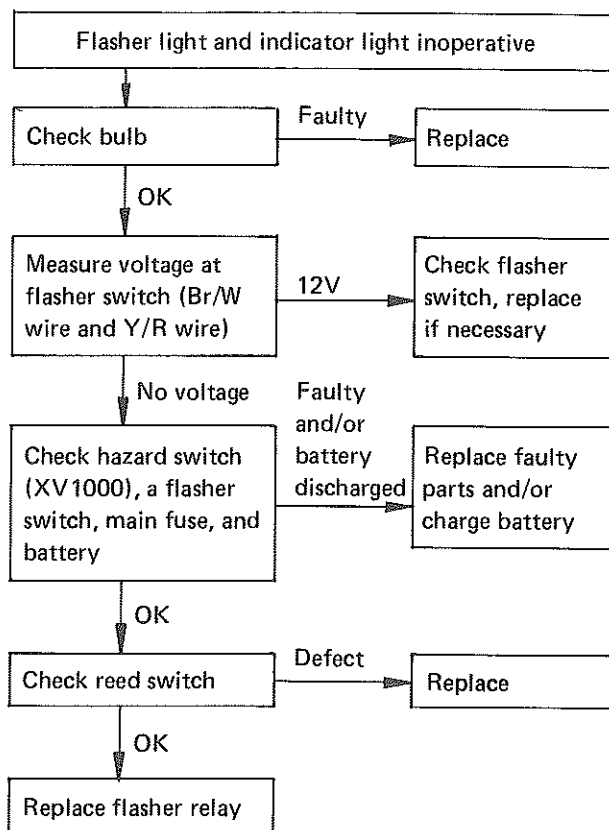 Flasher light and indicator light inoperative
Check bulb
Faulty
Replace
OK
Measure voltage at
flasher switch (Br/W
wire and Y/R wire)
12V
Check flasher
switch, replace
if necessary
No voltage
Faulty
and/or
battery
discharged
Check hazard switch
(XV1000), a flasher
switch, main fuse, and
battery
Replace faulty
parts and/or
charge battery
OK
Check reed switch
Defect
Replace
OK
Replace flasher relay